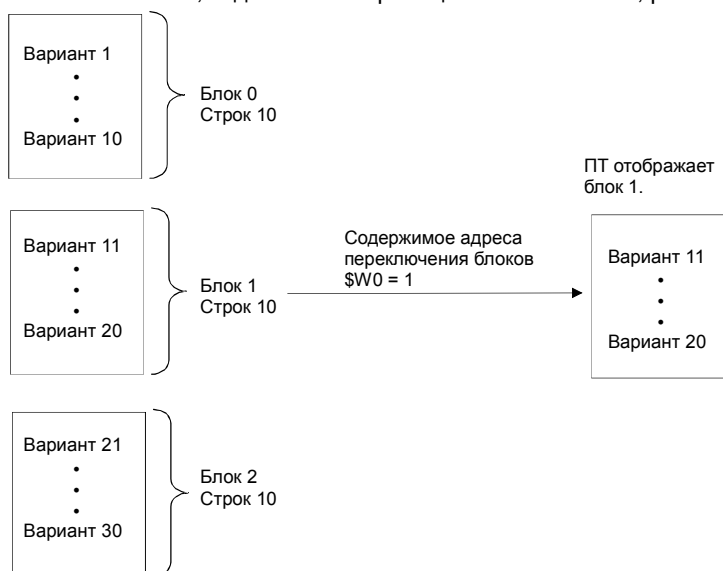 Вариант 1
•
•
•
Вариант 10
Блок 0
Строк 10
ПТ отображает
блок 1.
Вариант 11
•
•
•
Вариант 20
Блок 1
Строк 10
Содержимое адреса
переключения блоков
$W0 = 1
Вариант 11
•
•
•
Вариант 20
Вариант 21
•
•
•
Вариант 30
Блок 2
Строк 10